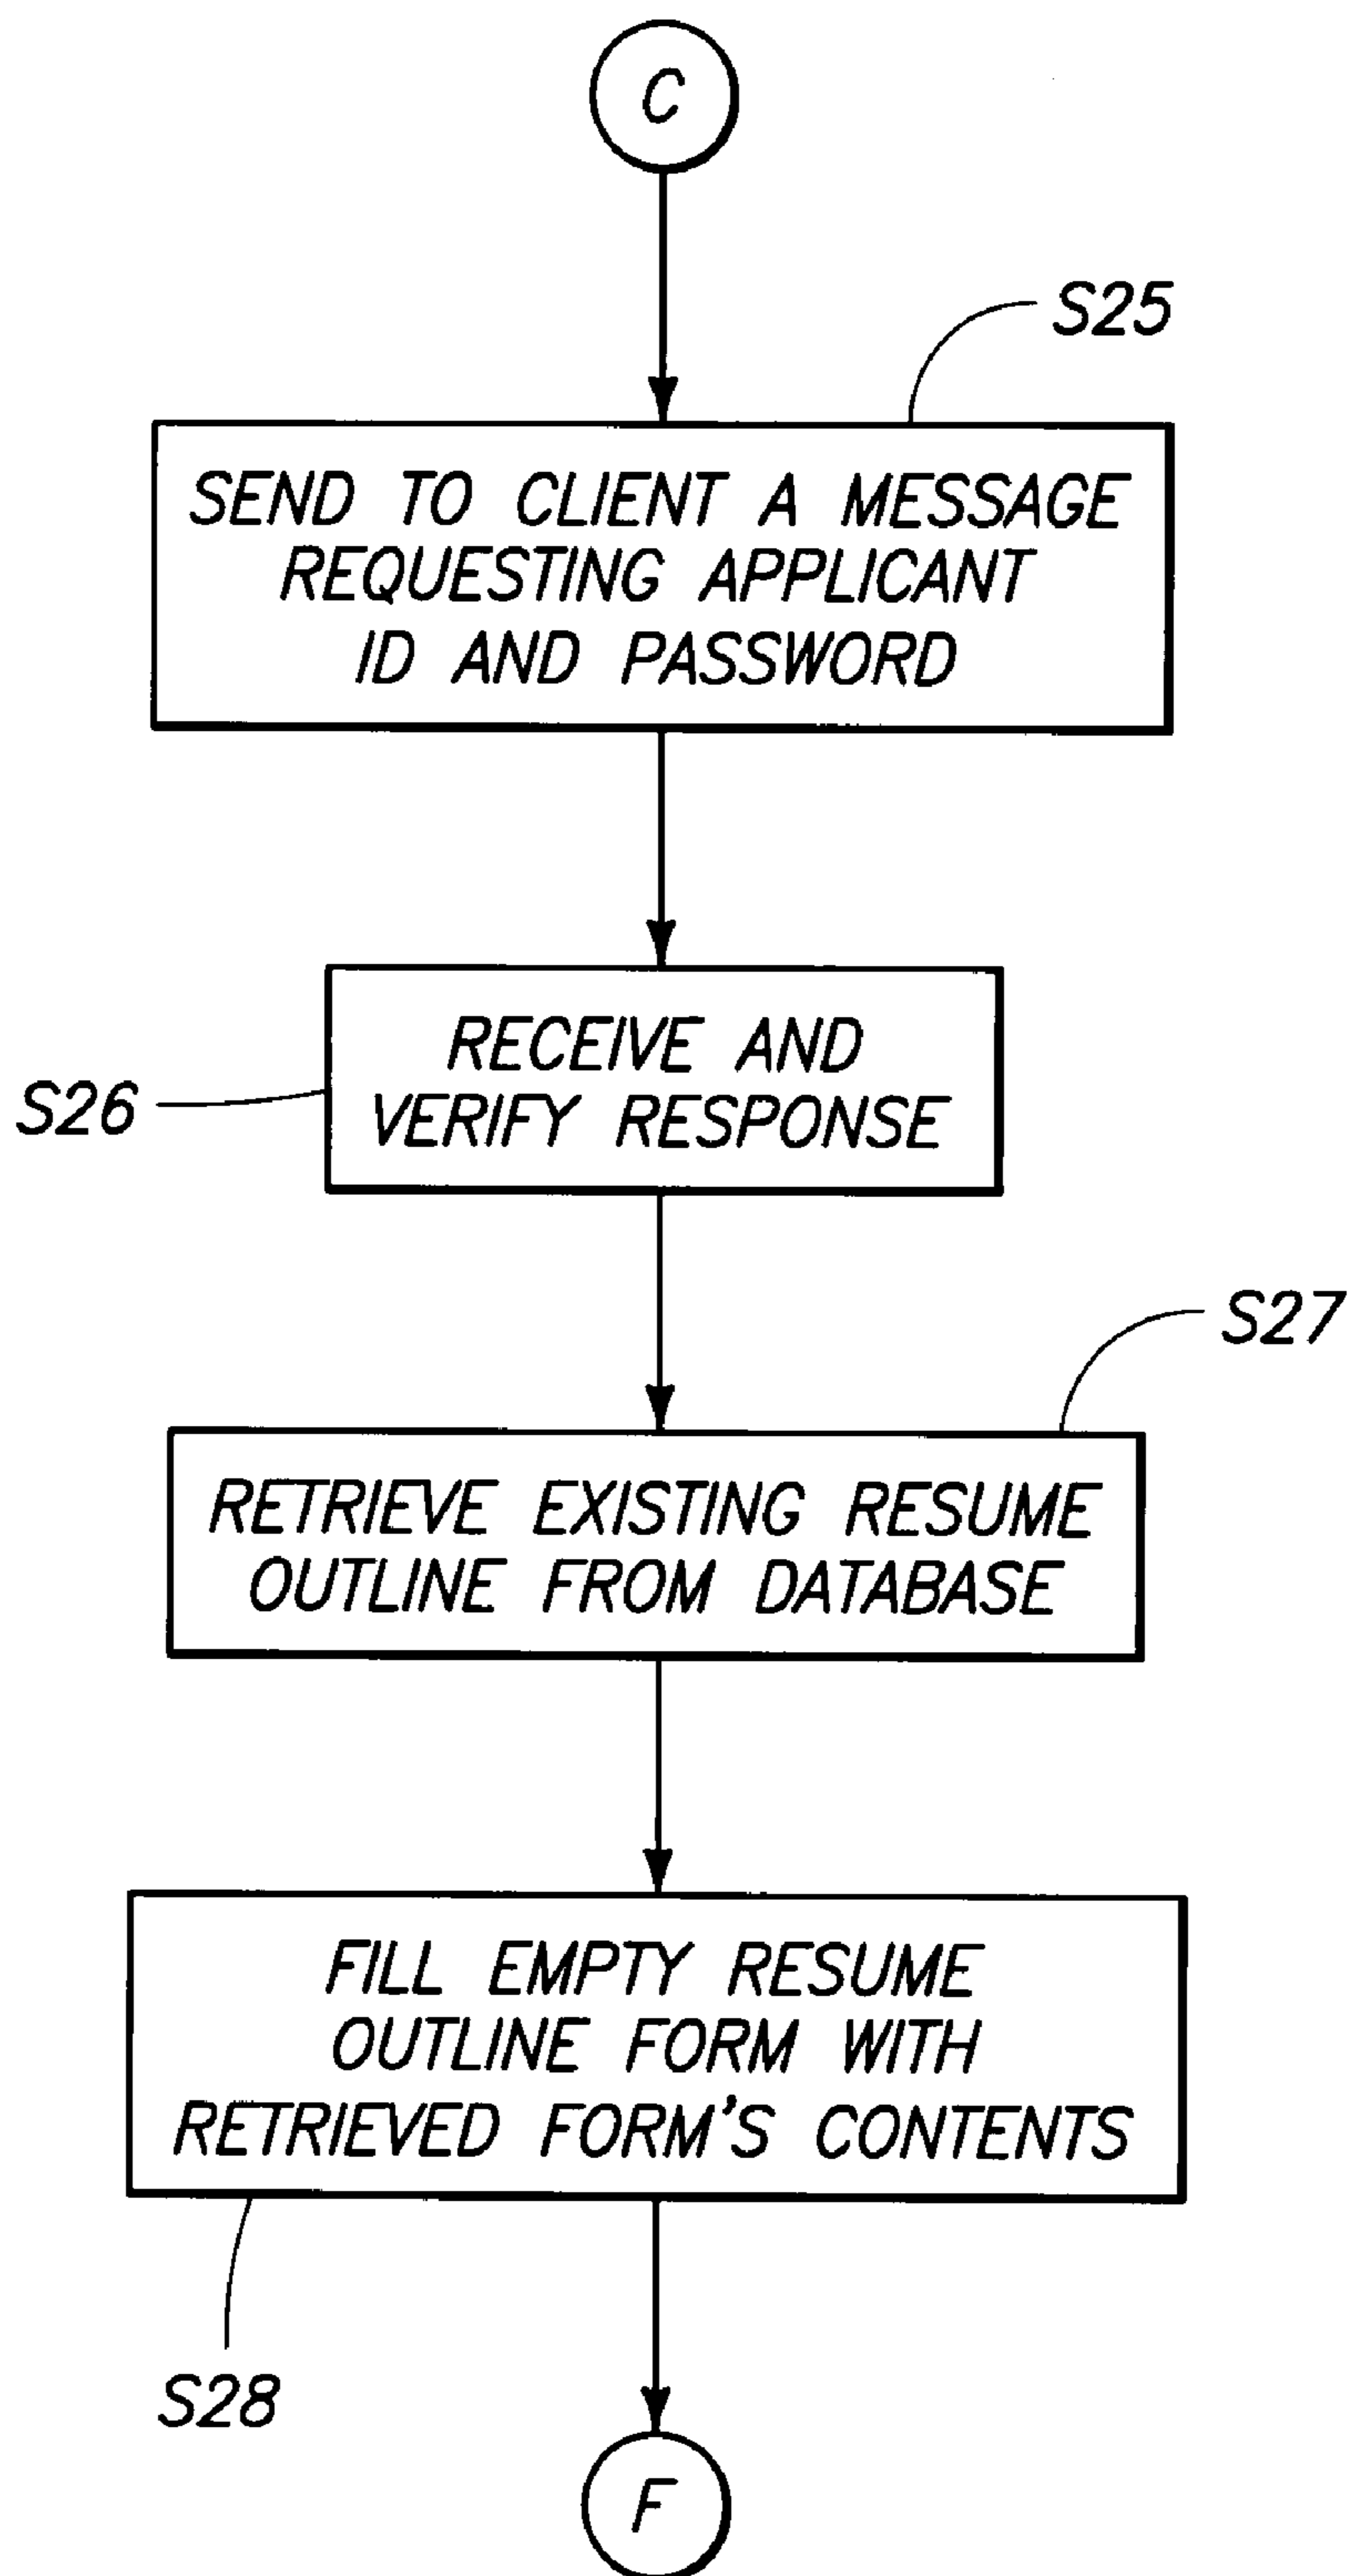 C
S25
SEND TO CLIENT A MESSAGE
REQUESTING APPLICANT
ID AND PASSWORD
RECEIVE AND
S26
VERIFY RESPONSE
S27
RETRIEVE EXISTING RESUME
OUTLINE FROM DATABASE
FILL EMPTY RESUME
OUTLINE FORM WITH
RETRIEVED FORM'S CONTENTS
S28
F